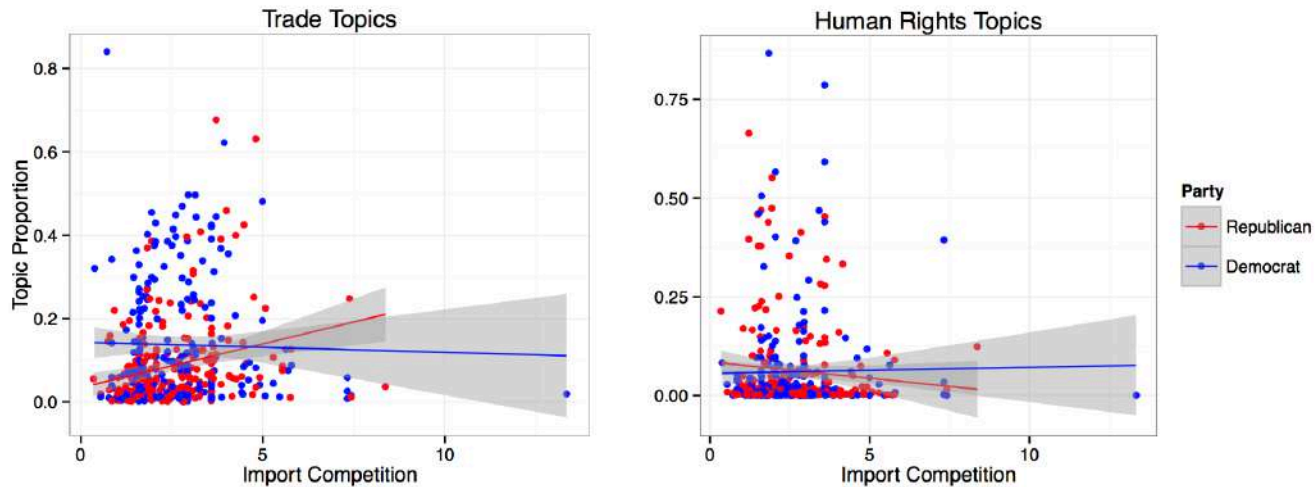 Trade Topics
Topic Proportion
0.8
0.6
0.4
0.2
0.0
0
5
10
Import Competition
Human Rights Topics
0.75
0.50
0.25
0.00
0
5
10
Import Competition
Party
Republican
Democrat